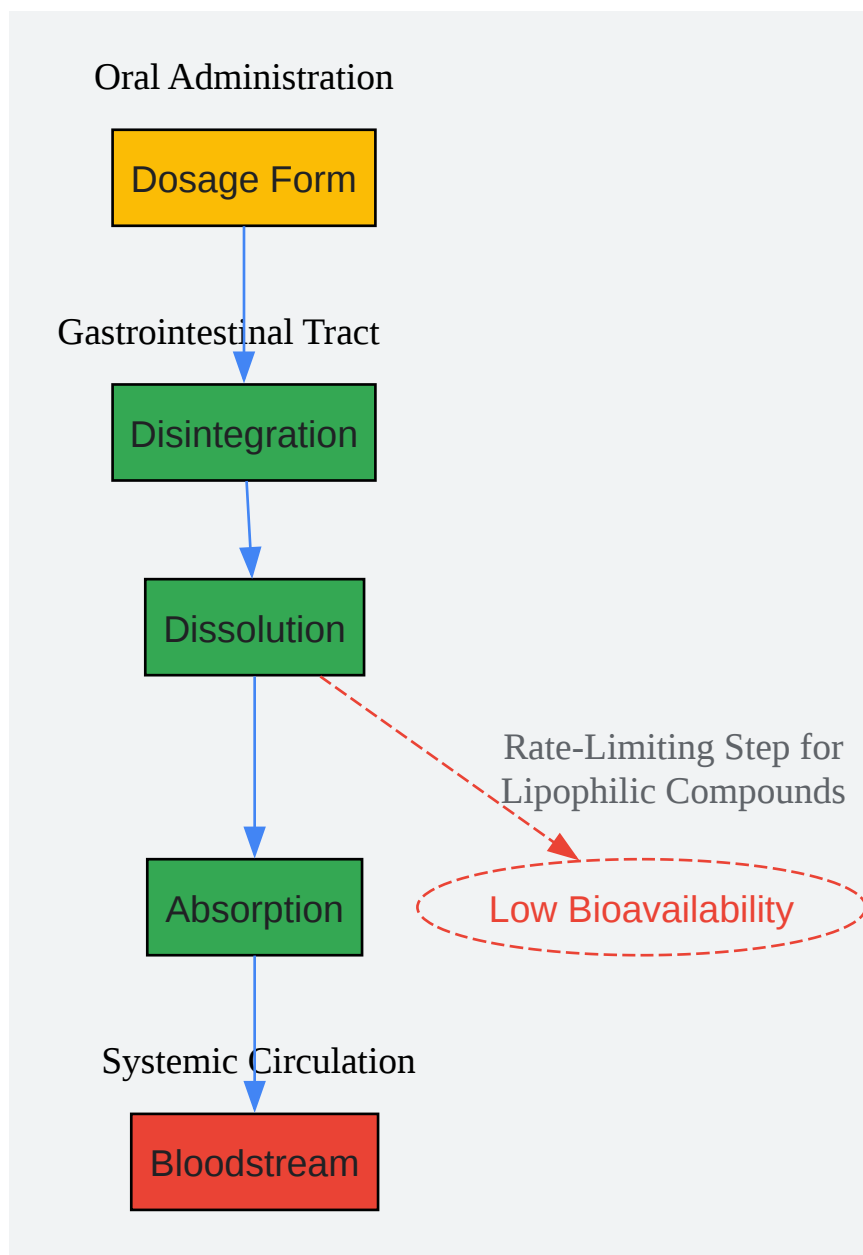 Oral Administration
Dosage Form
Gastrointestinal Tract
Disintegration
Dissolution
Rate-Limiting Step for
Lipophilic Compounds
Absorption
Low Bioavailability
Systemic Circulation
Bloodstream